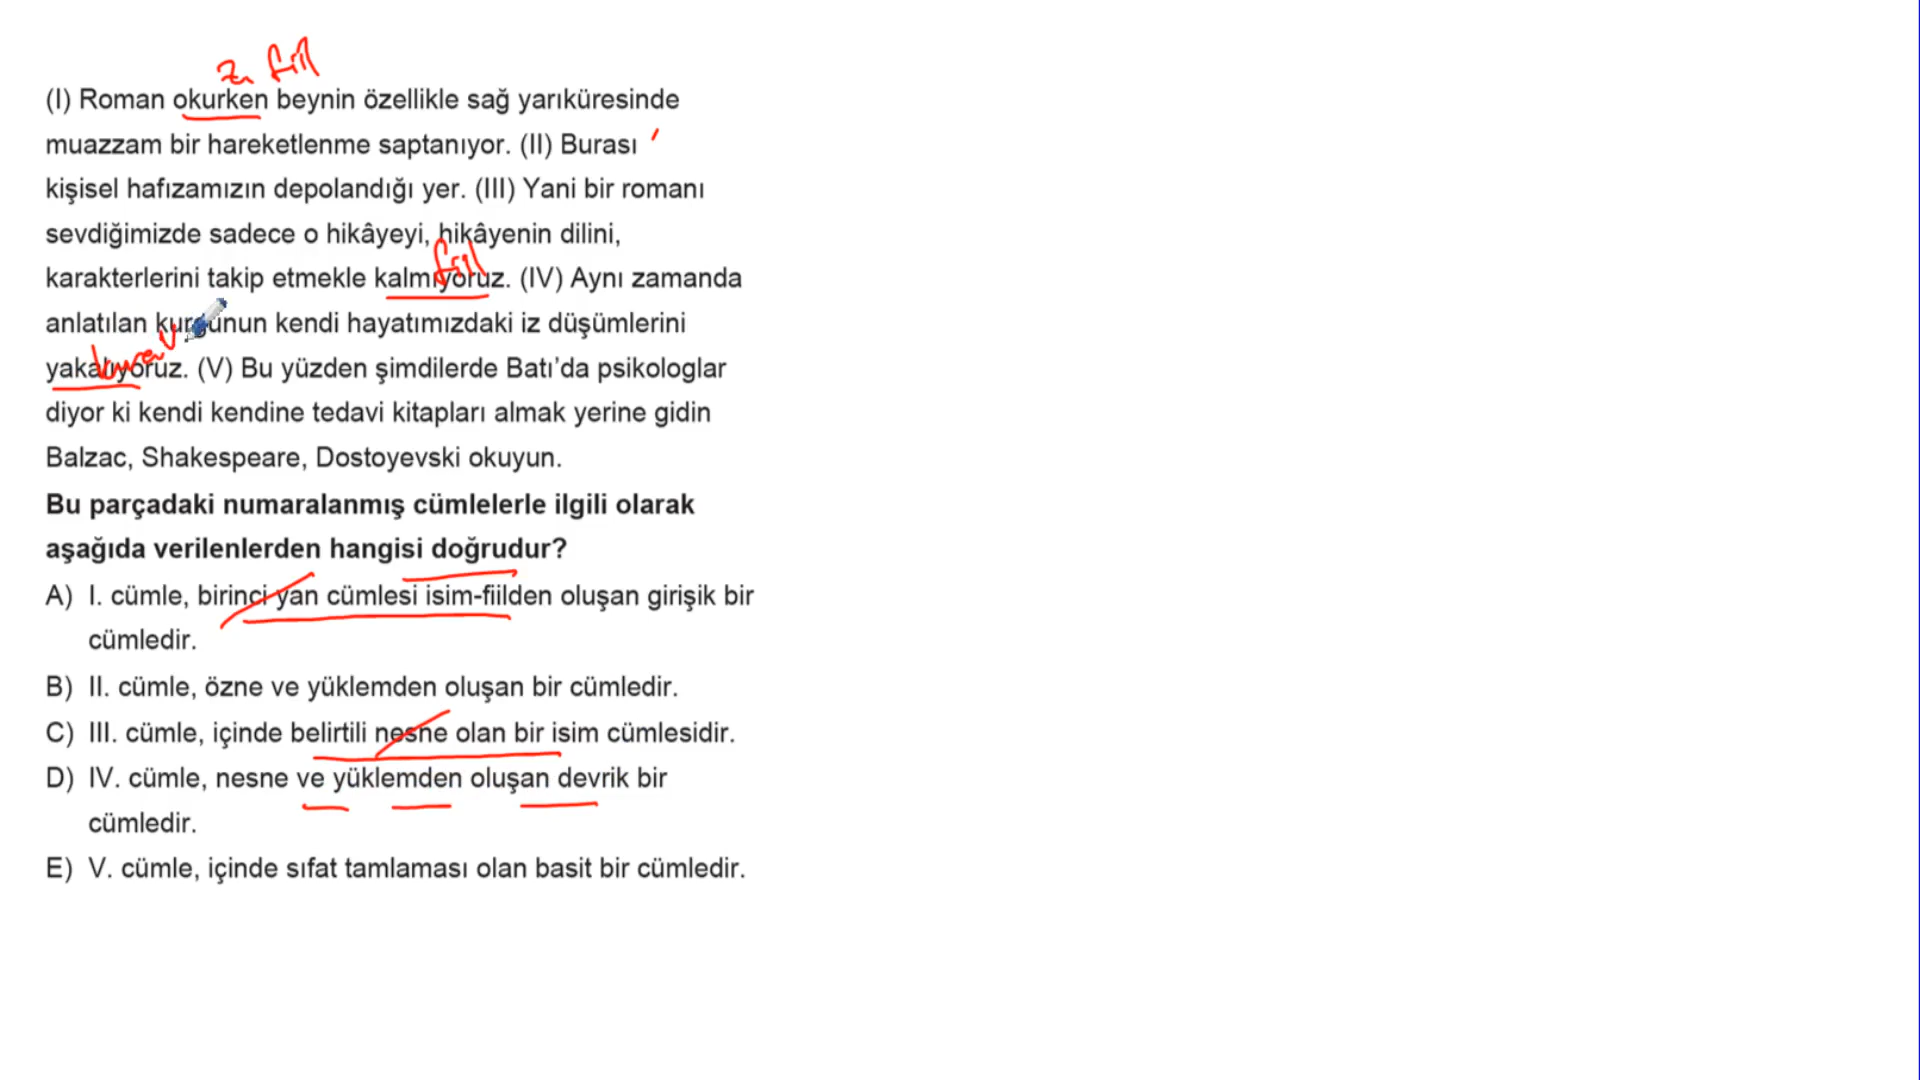 Zn fiil
(I) Roman okurken beynin özellikle sağ yarıküresinde
muazzam bir hareketlenme saptanıyor. (II) Burası
kişisel hafızamızın depolandığı yer. (III) Yani bir romanı
sevdiğimizde sadece o hikâyeyi, hikâyenin dilini,
fiil
karakterlerini takip etmekle kalmıyoruz. (IV) Aynı zamanda
anlatılan kurgunun kendi hayatımızdaki iz düşümlerini
yakalıyoruz. (V) Bu yüzden şimdilerde Batı’da psikologlar
diyor ki kendi kendine tedavi kitapları almak yerine gidin
Balzac, Shakespeare, Dostoyevski okuyun.
Bu parçadaki numaralanmış cümlelerle ilgili olarak
aşağıda verilenlerden hangisi doğrudur?
A) I. cümle, birinci yan cümlesi isim-fiilden oluşan girişik bir
cümledir.
B) II. cümle, özne ve yüklemden oluşan bir cümledir.
C) III. cümle, içinde belirtili nesne olan bir isim cümlesidir.
D) IV. cümle, nesne ve yüklemden oluşan devrik bir
cümledir.
E) V. cümle, içinde sıfat tamlaması olan basit bir cümledir.